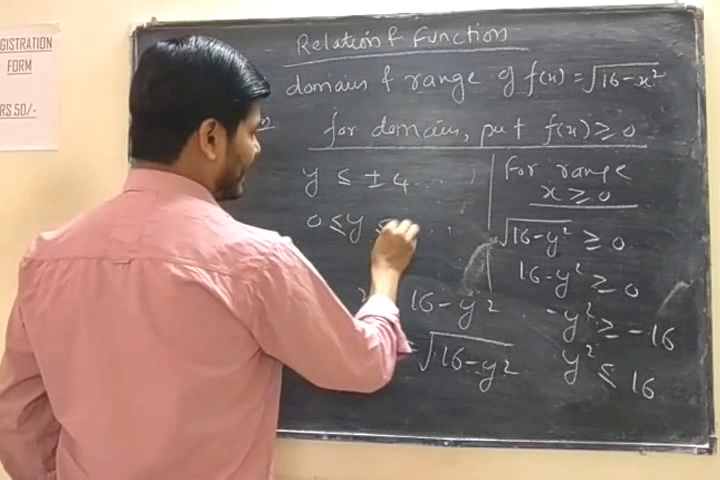 GISTRATION
FORM
RS.50/-
Relation & Function
domain & range of f(x) = √16-x²
for domain, put f(x) ≥ 0
y ≤ ± 4 ...
0 ≤ y ≤
16-y²
= √16-y²
For range
x ≥ 0
√16-y² ≥ 0
16-y² ≥ 0
-y² ≥ -16
y² ≤ 16